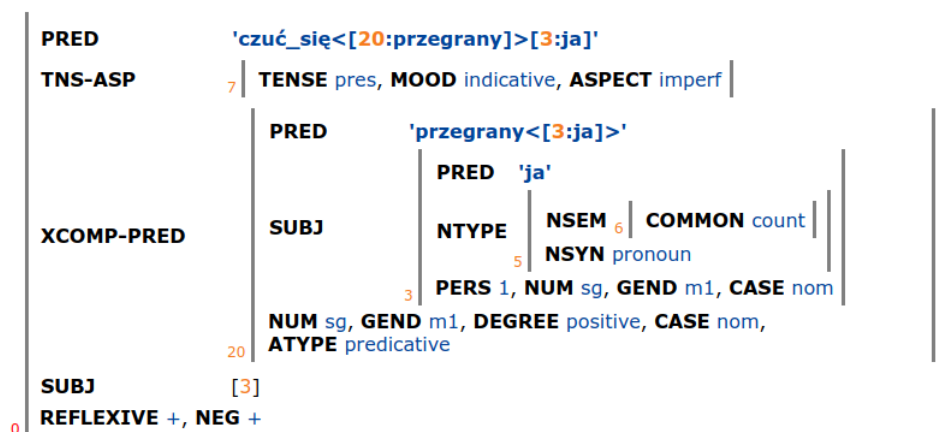 PRED 'czuć_się<[20:przegrany]>[3:ja]'
TNS-ASP 7 TENSE pres, MOOD indicative, ASPECT imperf
PRED 'przegrany<[3:ja]>'
PRED 'ja'
XCOMP-PRED SUBJ NTYPE NSEM 6 COMMON count
5 NSYN pronoun
3 PERS 1, NUM sg, GEND m1, CASE nom
NUM sg, GEND m1, DEGREE positive, CASE nom,
20 ATYPE predicative
SUBJ [3]
0 REFLEXIVE +, NEG +